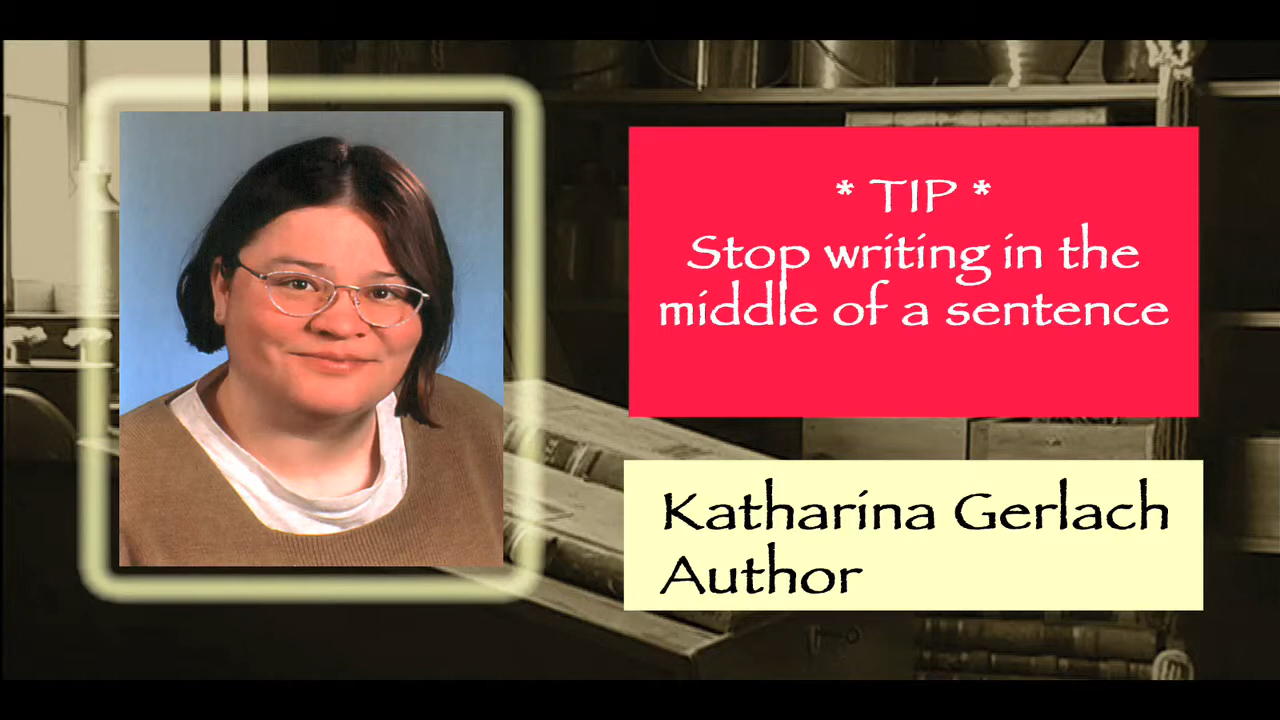 * TIP *
Stop writing in the
middle of a sentence
Katharina Gerlach
Author